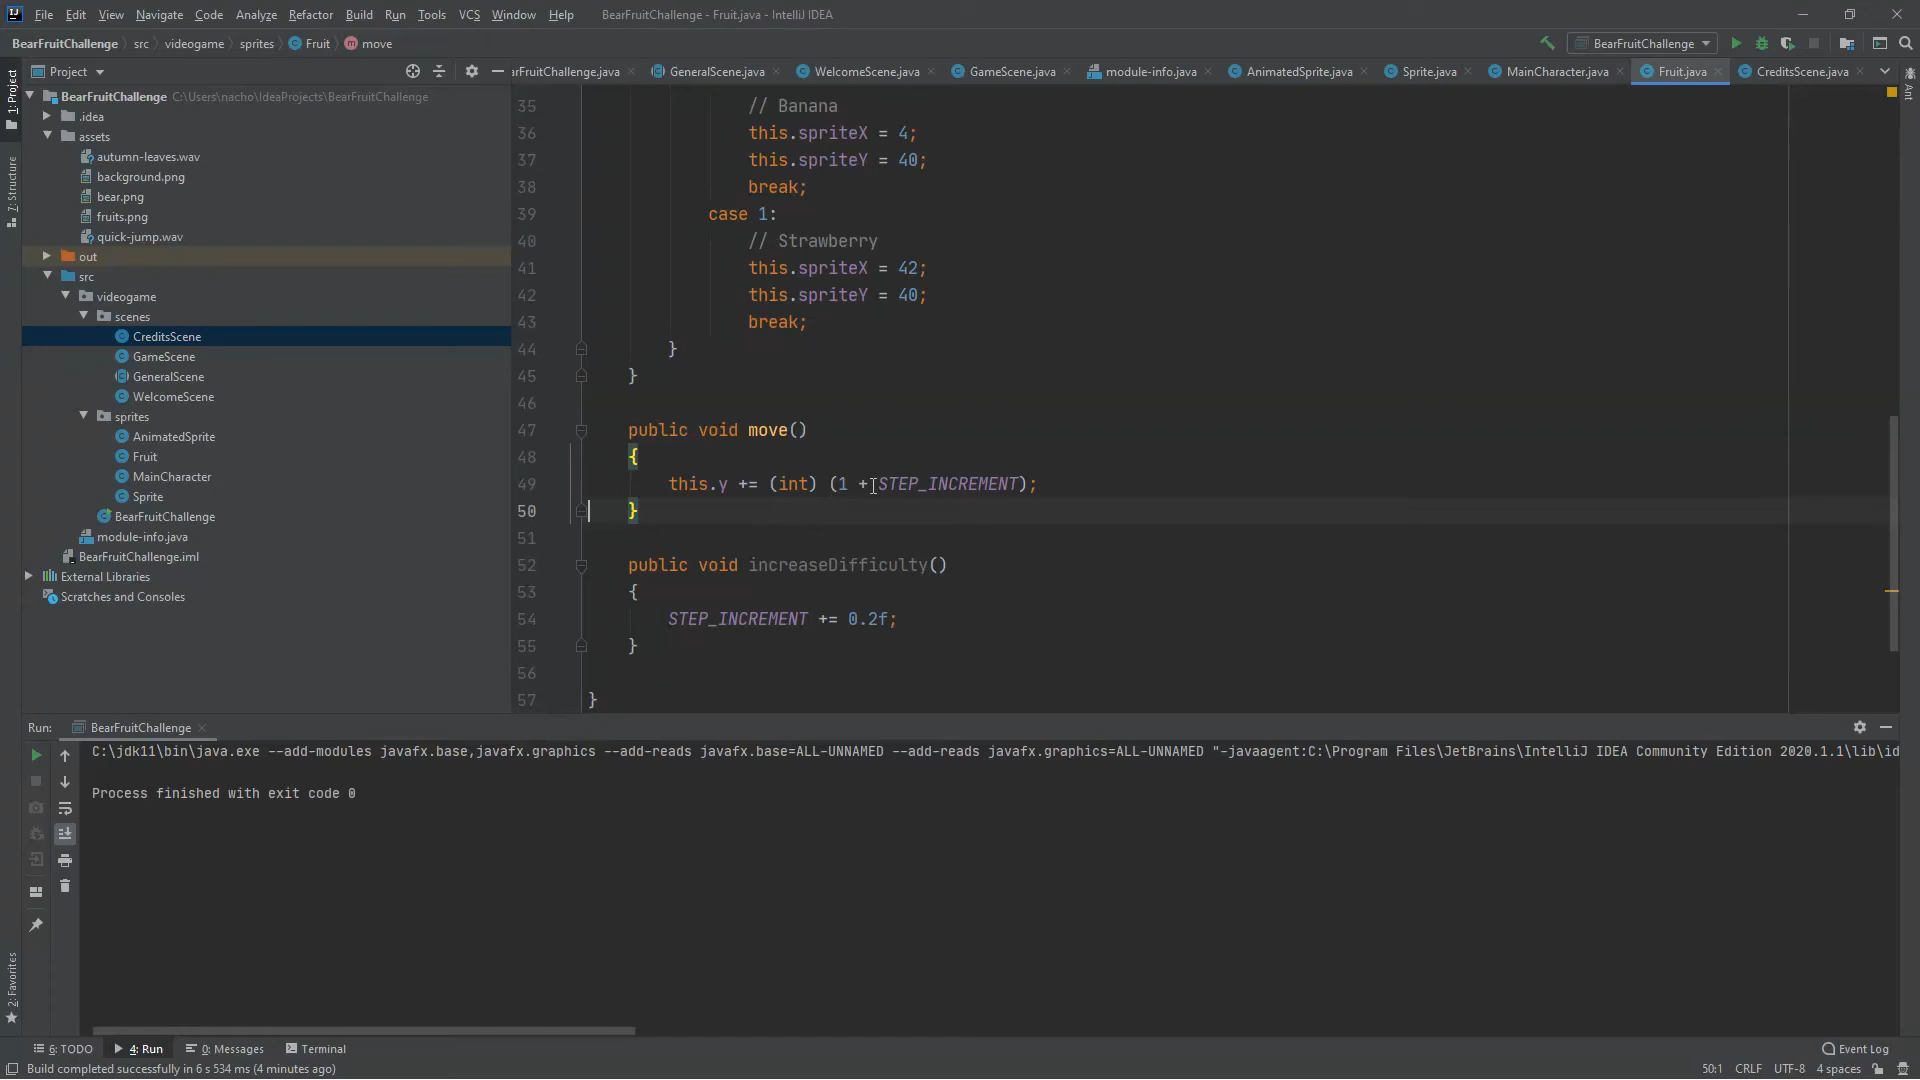 File Edit View Navigate Code Analyze Refactor Build Run Tools VCS Window Help BearFruitChallenge - Fruit.java - IntelliJ IDEA
BearFruitChallenge src videogame sprites Fruit move BearFruitChallenge
Project
arFruitChallenge.java GeneralScene.java WelcomeScene.java GameScene.java module-info.java AnimatedSprite.java Sprite.java MainCharacter.java Fruit.java CreditsScene.java
1: Project
7: Structure
2: Favorites
Ant
BearFruitChallenge C:\Users\nacho\IdeaProjects\BearFruitChallenge
.idea
assets
autumn-leaves.wav
background.png
bear.png
fruits.png
quick-jump.wav
out
src
videogame
scenes
CreditsScene
GameScene
GeneralScene
WelcomeScene
sprites
AnimatedSprite
Fruit
MainCharacter
Sprite
BearFruitChallenge
module-info.java
BearFruitChallenge.iml
External Libraries
Scratches and Consoles
35 // Banana
36 this.spriteX = 4;
37 this.spriteY = 40;
38 break;
39 case 1:
40 // Strawberry
41 this.spriteX = 42;
42 this.spriteY = 40;
43 break;
44 }
45 }
46
47 public void move()
48 {
49 this.y += (int) (1 + STEP_INCREMENT);
50 }
51
52 public void increaseDifficulty()
53 {
54 STEP_INCREMENT += 0.2f;
55 }
56
57 }
Run: BearFruitChallenge
C:\jdk11\bin\java.exe --add-modules javafx.base,javafx.graphics --add-reads javafx.base=ALL-UNNAMED --add-reads javafx.graphics=ALL-UNNAMED "-javaagent:C:\Program Files\JetBrains\IntelliJ IDEA Community Edition 2020.1.1\lib\id
Process finished with exit code 0
6: TODO 4: Run 0: Messages Terminal Event Log
Build completed successfully in 6 s 534 ms (4 minutes ago) 50:1 CRLF UTF-8 4 spaces